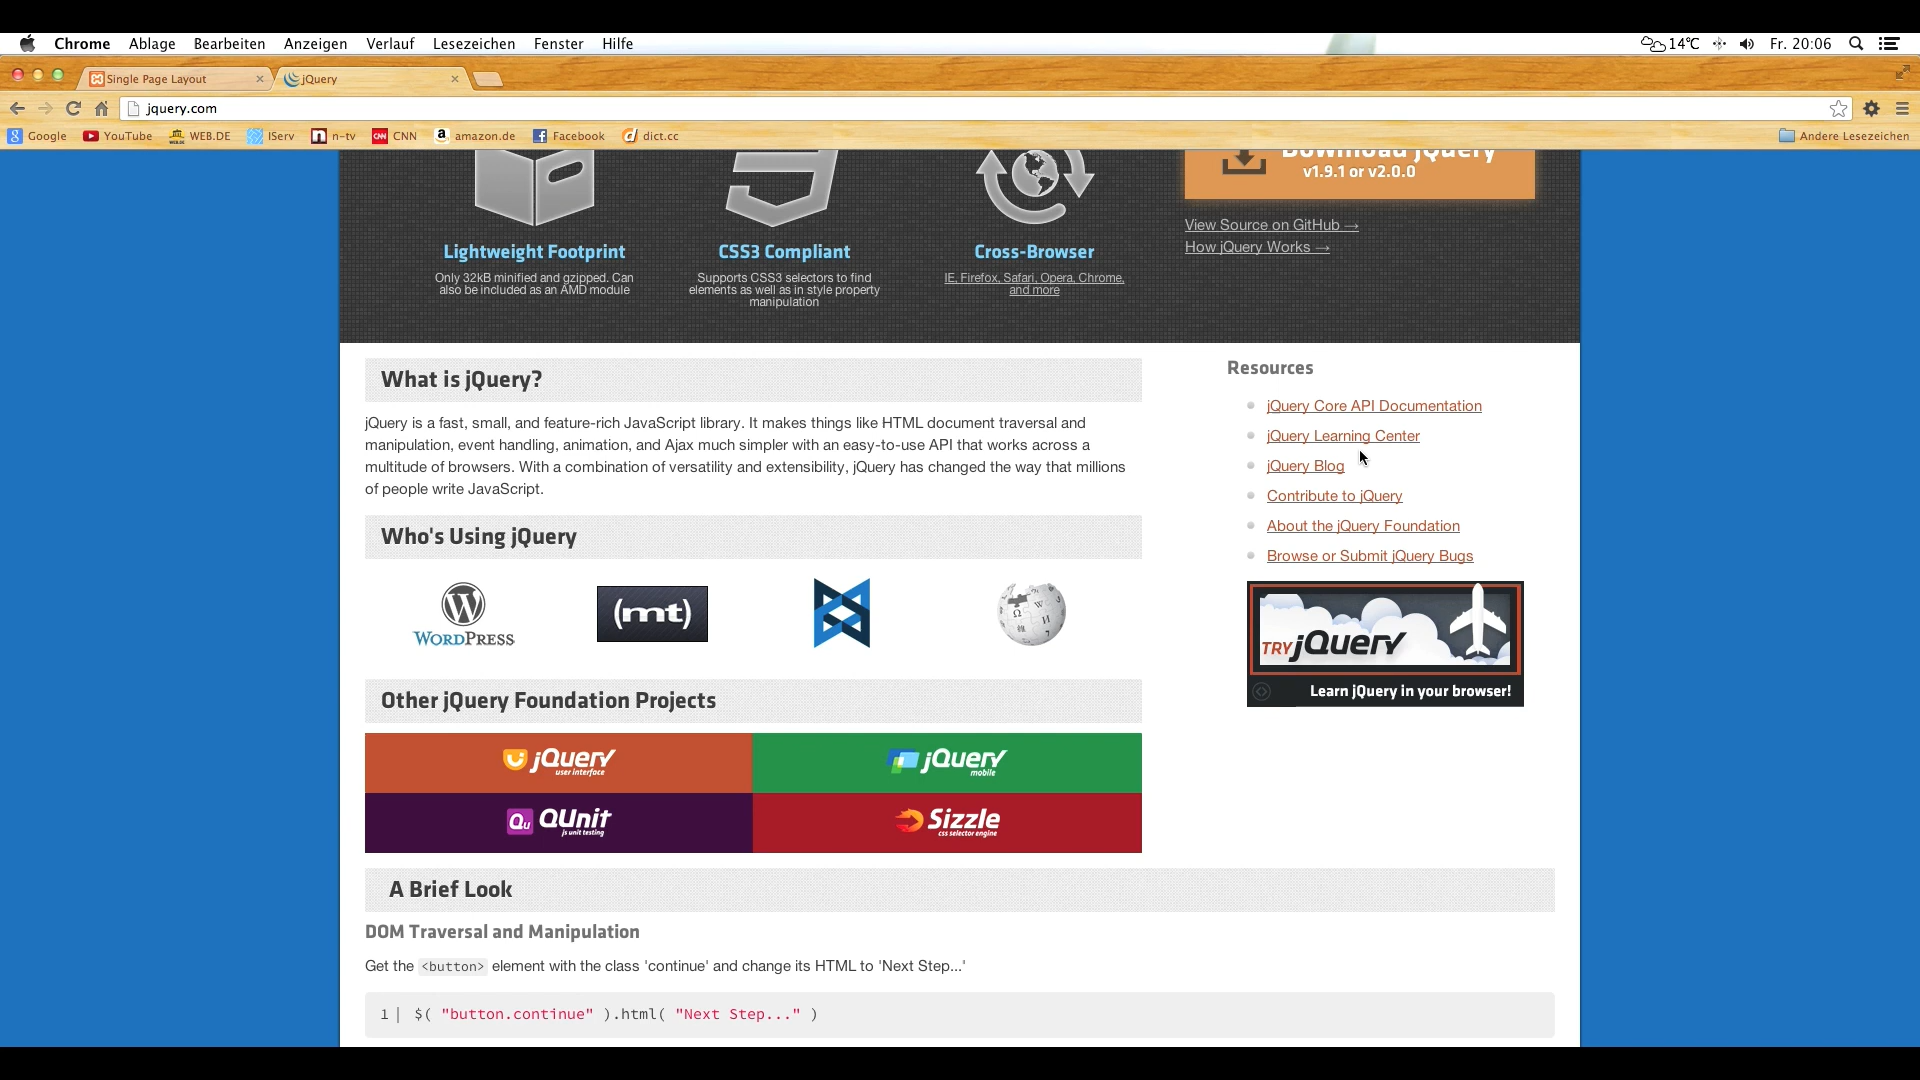 Chrome Ablage Bearbeiten Anzeigen Verlauf Lesezeichen Fenster Hilfe 14℃ Fr. 20:06
Single Page Layout jQuery
jquery.com
Google YouTube WEB.DE IServ n-tv CNN amazon.de Facebook dict.cc Andere Lesezeichen
Download jQuery
v1.9.1 or v2.0.0
View Source on GitHub →
How jQuery Works →
Lightweight Footprint
Only 32kB minified and gzipped. Can
also be included as an AMD module
CSS3 Compliant
Supports CSS3 selectors to find
elements as well as in style property
manipulation
Cross-Browser
IE, Firefox, Safari, Opera, Chrome,
and more
What is jQuery?
jQuery is a fast, small, and feature-rich JavaScript library. It makes things like HTML document traversal and
manipulation, event handling, animation, and Ajax much simpler with an easy-to-use API that works across a
multitude of browsers. With a combination of versatility and extensibility, jQuery has changed the way that millions
of people write JavaScript.
Who's Using jQuery
WORDPRESS
(mt)
Other jQuery Foundation Projects
jQuery
user interface
jQuery
mobile
Qu QUnit
js unit testing
Sizzle
css selector engine
Resources
jQuery Core API Documentation
jQuery Learning Center
jQuery Blog
Contribute to jQuery
About the jQuery Foundation
Browse or Submit jQuery Bugs
TRY jQuery
Learn jQuery in your browser!
A Brief Look
DOM Traversal and Manipulation
Get the <button> element with the class 'continue' and change its HTML to 'Next Step...'
1 $( "button.continue" ).html( "Next Step..." )